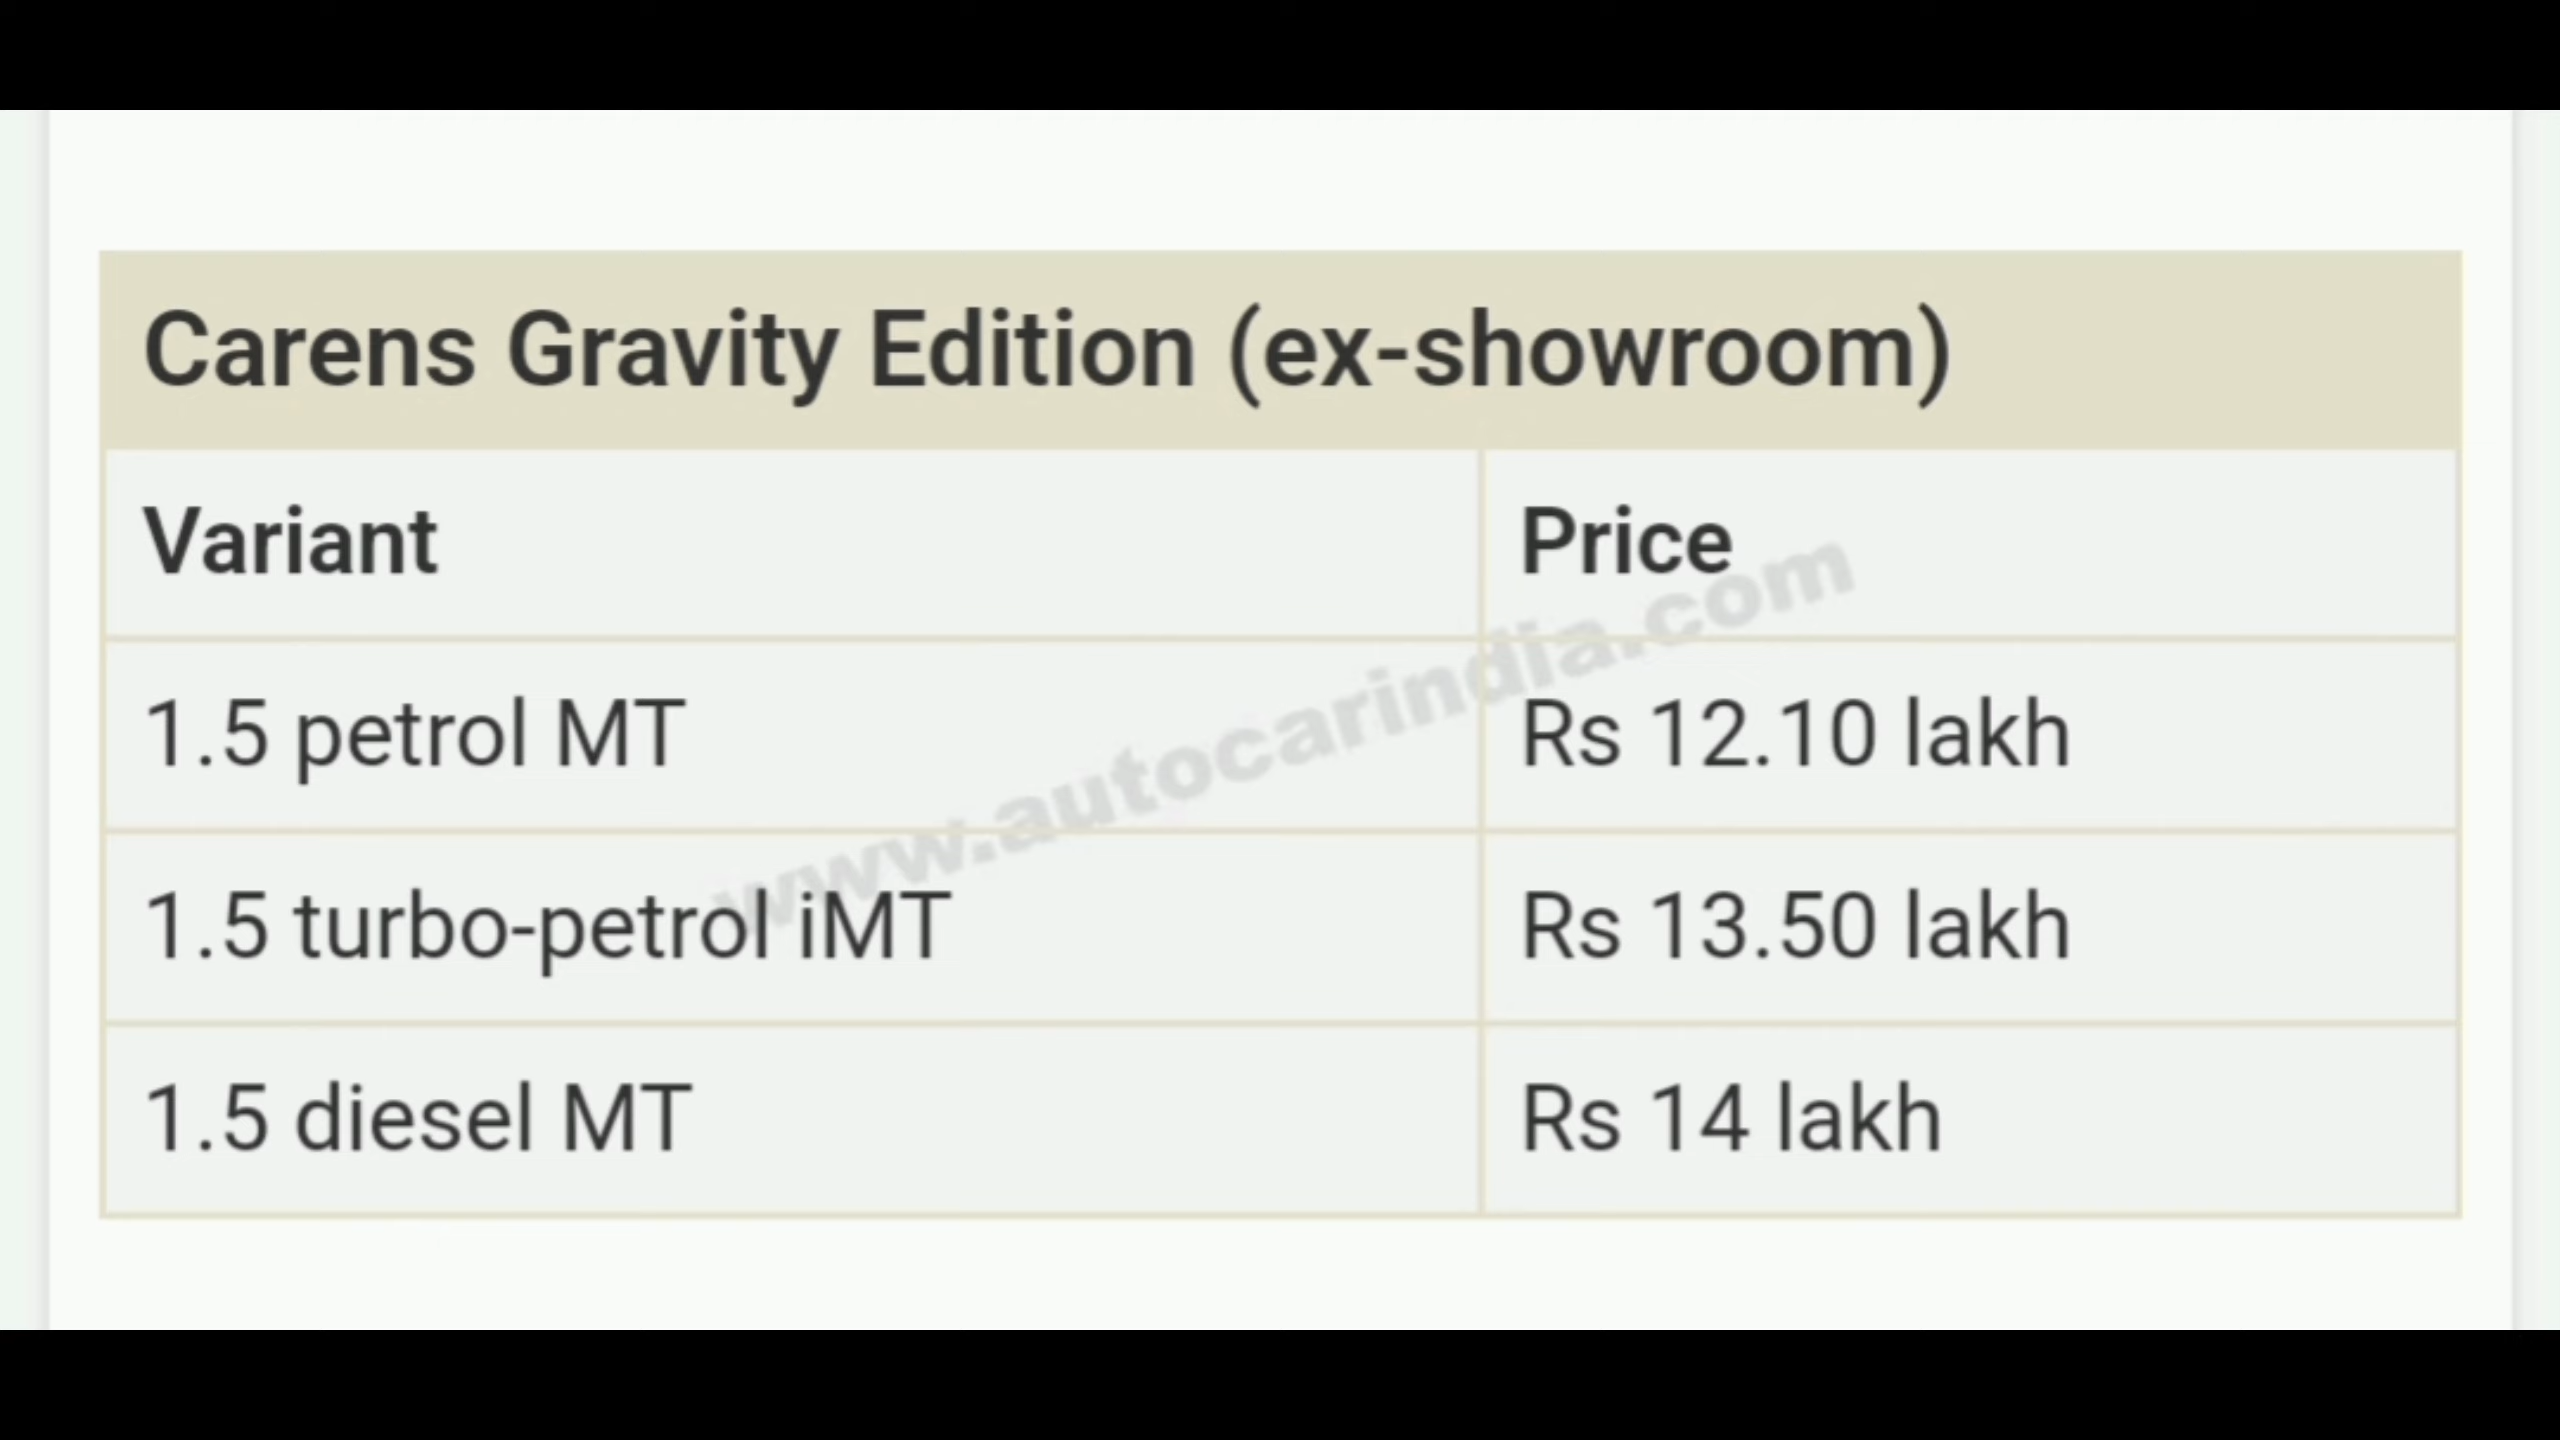 Carens Gravity Edition (ex-showroom)
Variant Price
1.5 petrol MT Rs 12.10 lakh
1.5 turbo-petrol iMT Rs 13.50 lakh
1.5 diesel MT Rs 14 lakh
www.autocarindia.com